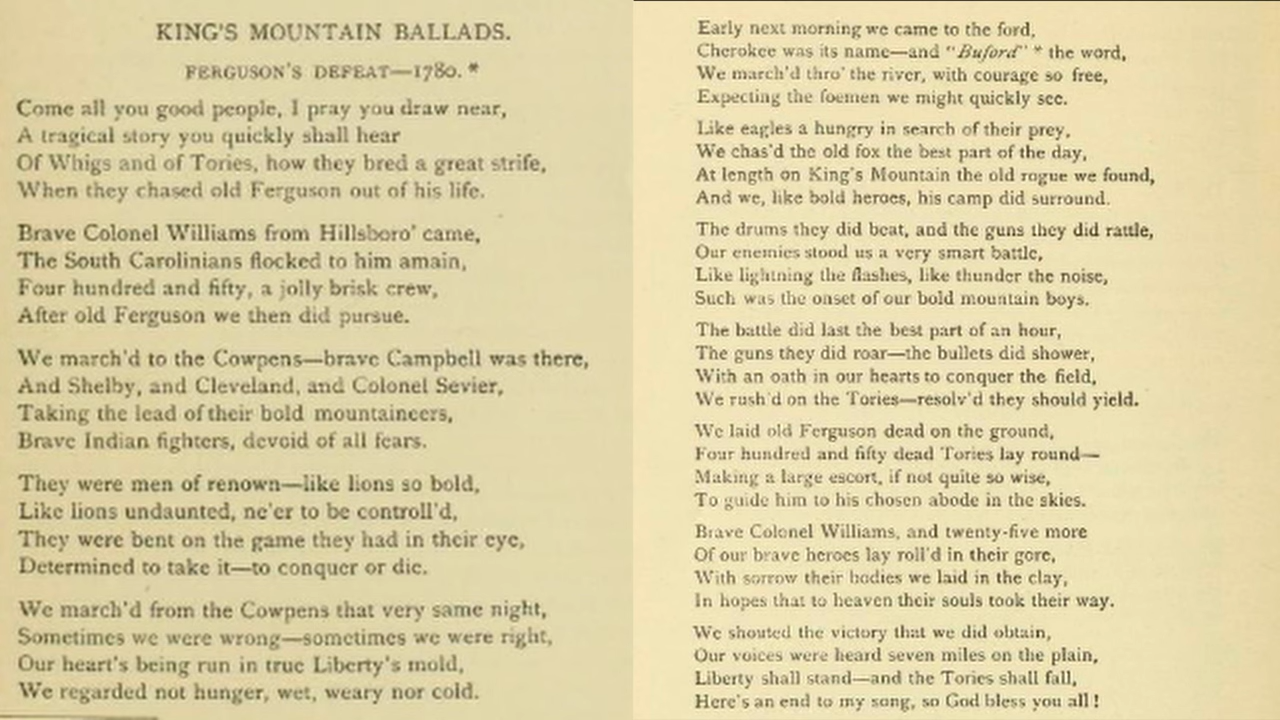 KING'S MOUNTAIN BALLADS.
FERGUSON'S DEFEAT—1780. *
Come all you good people, I pray you draw near,
A tragical story you quickly shall hear
Of Whigs and of Tories, how they bred a great strife,
When they chased old Ferguson out of his life.
Brave Colonel Williams from Hillsboro' came,
The South Carolinians flocked to him amain,
Four hundred and fifty, a jolly brisk crew,
After old Ferguson we then did pursue.
We march'd to the Cowpens—brave Campbell was there,
And Shelby, and Cleveland, and Colonel Sevier,
Taking the lead of their bold mountaineers,
Brave Indian fighters, devoid of all fears.
They were men of renown—like lions so bold,
Like lions undaunted, ne'er to be controll'd,
They were bent on the game they had in their eye,
Determined to take it—to conquer or die.
We march'd from the Cowpens that very same night,
Sometimes we were wrong—sometimes we were right,
Our heart's being run in true Liberty's mold,
We regarded not hunger, wet, weary nor cold.
Early next morning we came to the ford,
Cherokee was its name—and "Buford" * the word,
We march'd thro' the river, with courage so free,
Expecting the foemen we might quickly see.
Like eagles a hungry in search of their prey,
We chas'd the old fox the best part of the day,
At length on King's Mountain the old rogue we found,
And we, like bold heroes, his camp did surround.
The drums they did beat, and the guns they did rattle,
Our enemies stood us a very smart battle,
Like lightning the flashes, like thunder the noise,
Such was the onset of our bold mountain boys.
The battle did last the best part of an hour,
The guns they did roar—the bullets did shower,
With an oath in our hearts to conquer the field,
We rush'd on the Tories—resolv'd they should yield.
We laid old Ferguson dead on the ground,
Four hundred and fifty dead Tories lay round—
Making a large escort, if not quite so wise,
To guide him to his chosen abode in the skies.
Brave Colonel Williams, and twenty-five more
Of our brave heroes lay roll'd in their gore,
With sorrow their bodies we laid in the clay,
In hopes that to heaven their souls took their way.
We shouted the victory that we did obtain,
Our voices were heard seven miles on the plain,
Liberty shall stand—and the Tories shall fall,
Here's an end to my song, so God bless you all !